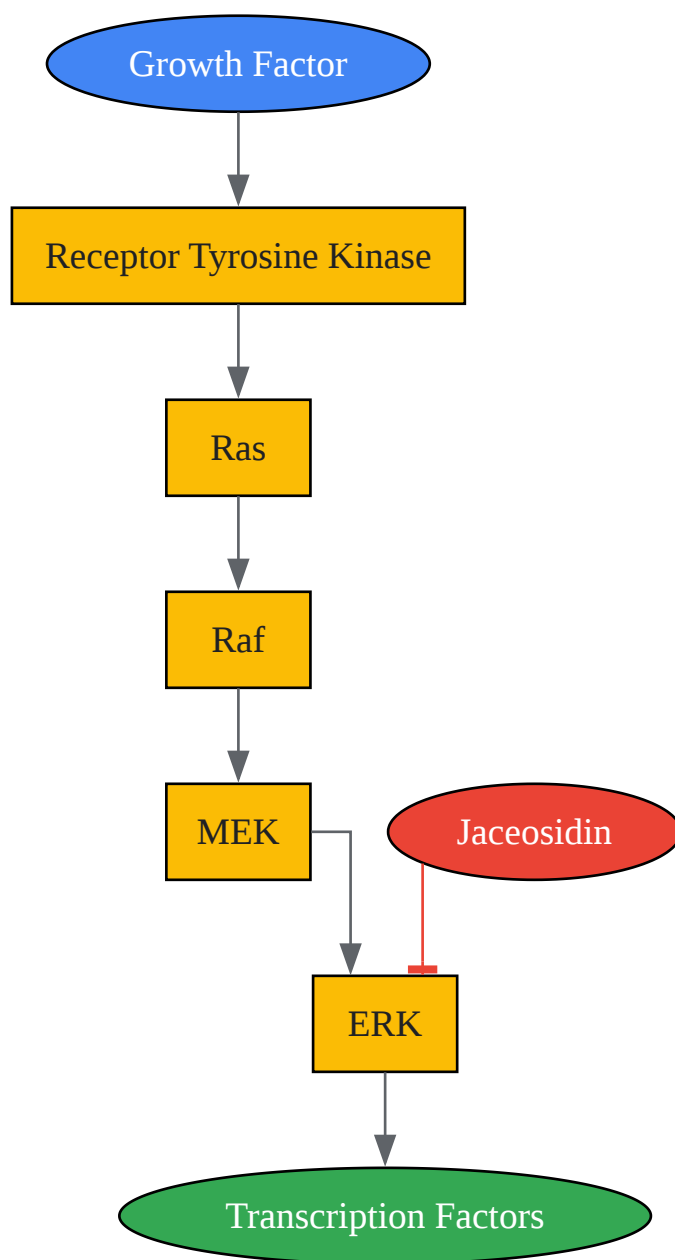 Growth Factor
Receptor Tyrosine Kinase
Ras
Raf
MEK
Jaceosidin
ERK
Transcription Factors